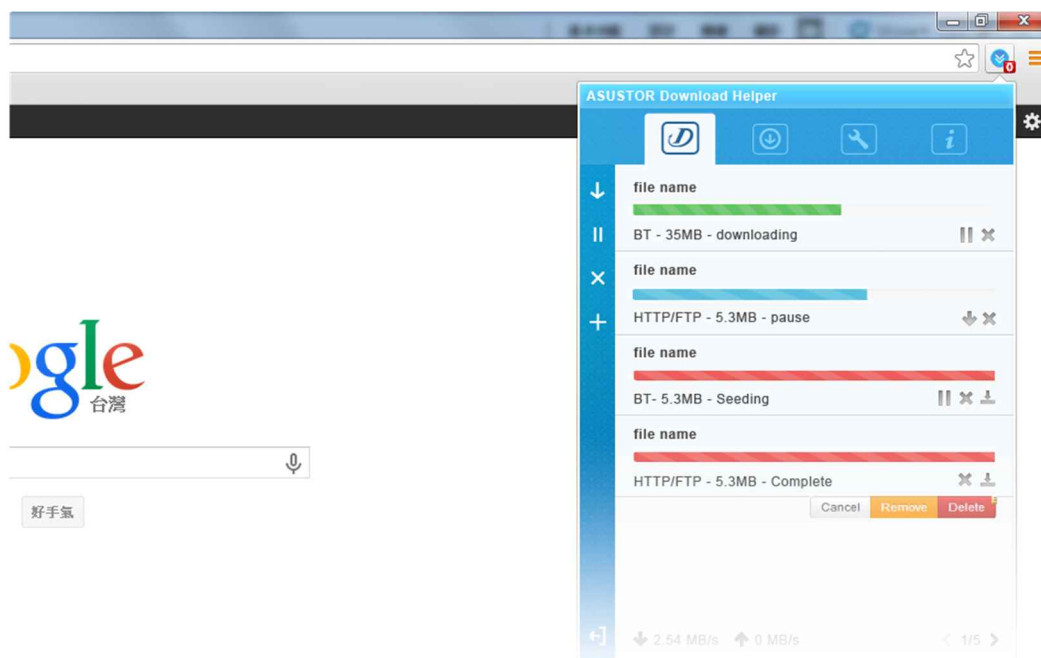 0
ASUSTOR Download Helper
file name
BT - 35MB - downloading
file name
HTTP/FTP - 5.3MB - pause
file name
BT- 5.3MB - Seeding
file name
HTTP/FTP - 5.3MB - Complete
Cancel Remove Delete
2.54 MB/s 0 MB/s 1/5
ogle
台灣
好手氣